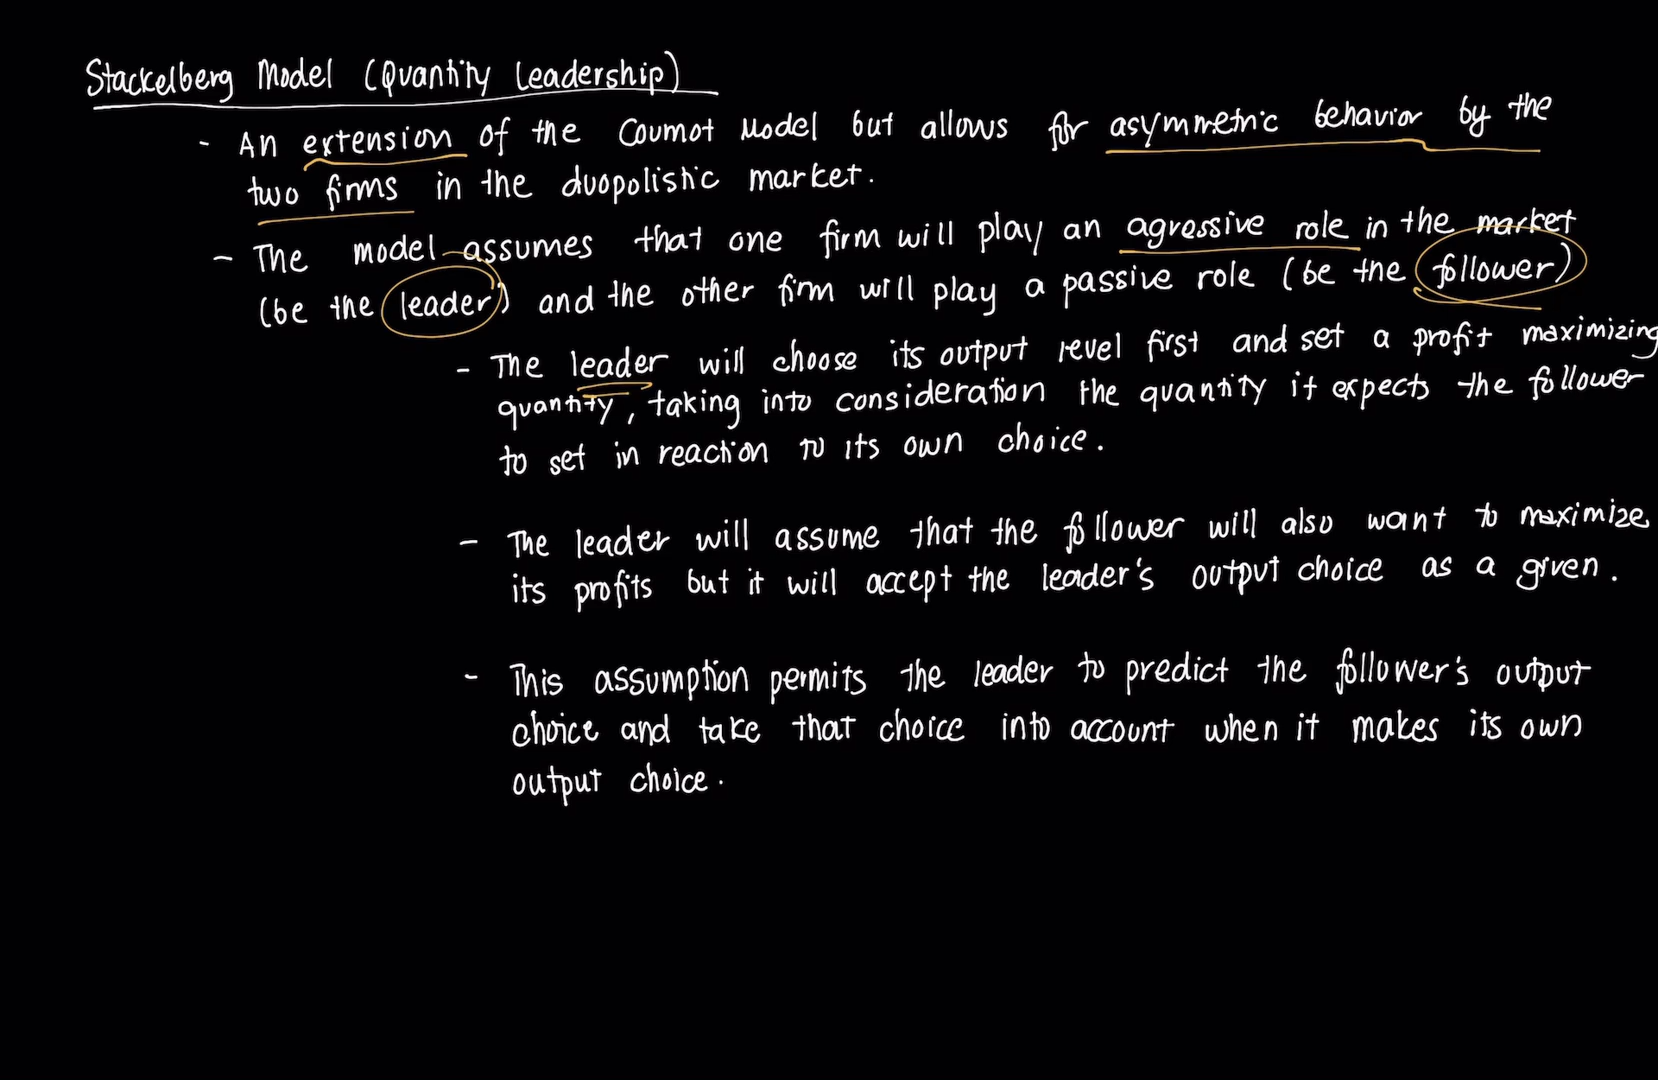 Stackelberg Model (Quantity Leadership)
- An extension of the Cournot Model but allows for asymmetric behavior by the
two firms in the duopolistic market.
- The model assumes that one firm will play an agressive role in the market
(be the leader) and the other firm will play a passive role (be the follower)
- The leader will choose its output level first and set a profit maximizing
quantity, taking into consideration the quantity it expects the follower
to set in reaction to its own choice.
- The leader will assume that the follower will also want to maximize
its profits but it will accept the leader's output choice as a given.
- This assumption permits the leader to predict the follower's output
choice and take that choice into account when it makes its own
output choice.